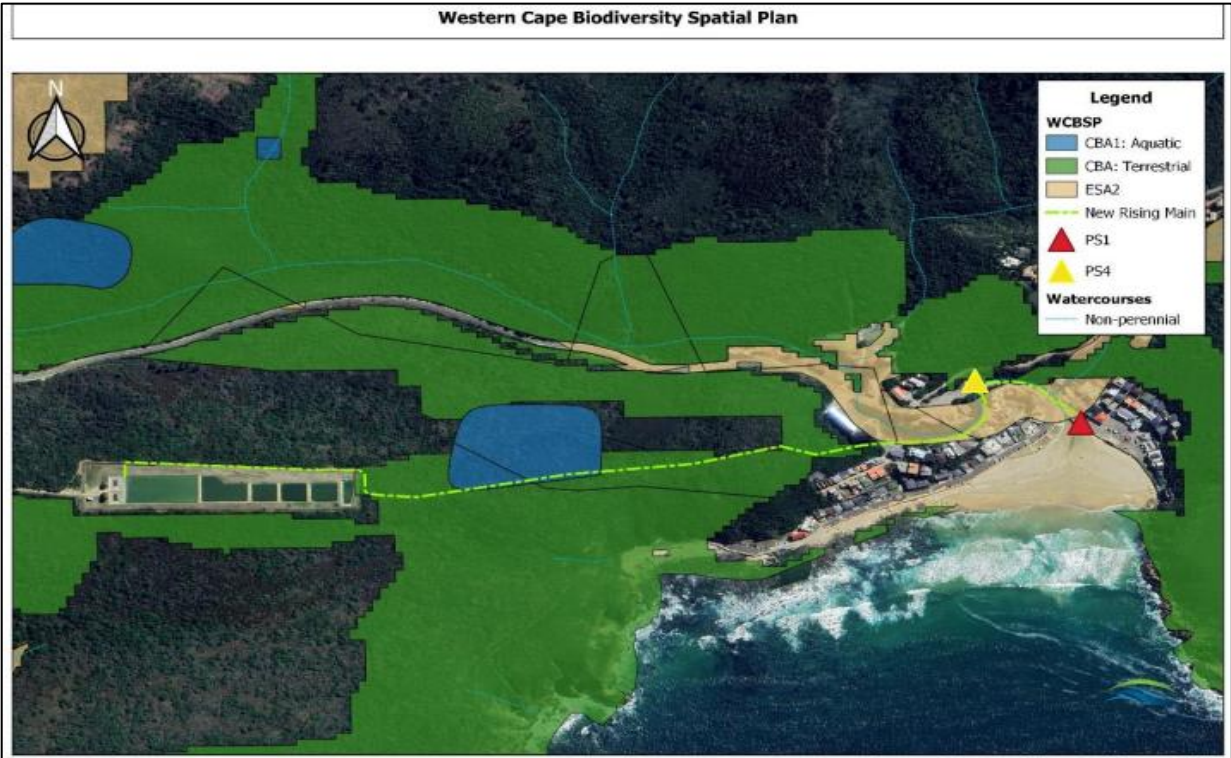 Western Cape Biodiversity Spatial Plan
N
Legend
WCBSP
CBA1: Aquatic
CBA: Terrestrial
ESA2
New Rising Main
PS1
PS4
Watercourses
Non-perennial